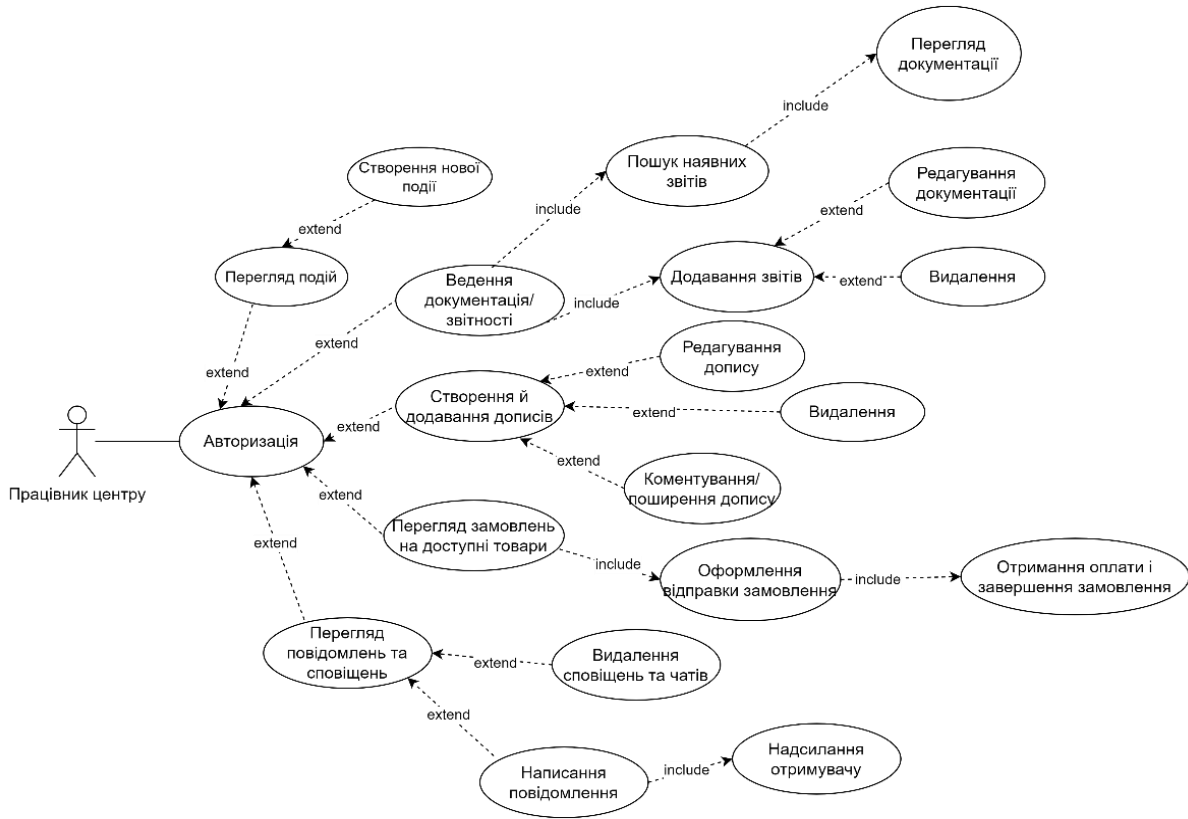 Перегляд
документації
include
Створення нової
події
Пошук наявних
звітів
Редагування
документації
include
extend
extend
Перегляд подій
Ведення
документація/
звітності
Додавання звітів
extend
Видалення
include
extend
extend
Редагування
допису
extend
Створення й
додавання дописів
extend
Видалення
extend
Авторизація
Працівник центру
extend
Коментування/
поширення допису
extend
Перегляд замовлень
на доступні товари
extend
include
Оформлення
відправки замовлення
include
Отримання оплати і
завершення замовлення
Перегляд
повідомлень та
сповіщень
extend
Видалення
сповіщень та чатів
extend
Написання
повідомлення
include
Надсилання
отримувачу